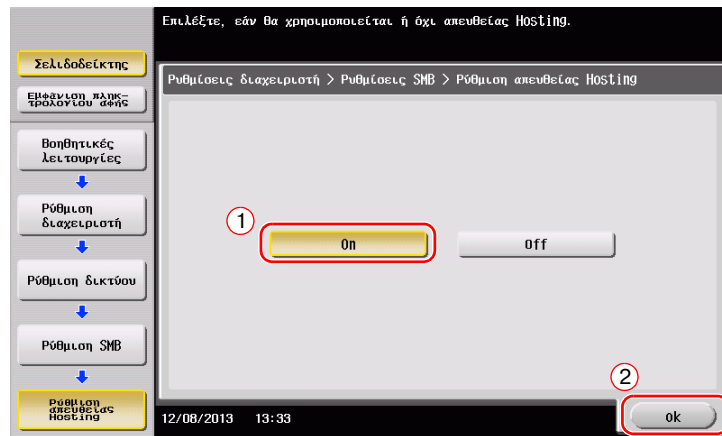 Επιλέξτε, εάν θα χρησιμοποιείται ή όχι απευθείας Hosting.
Σελιδοδείκτης
Εμφάνιση πληκ-
τρολογίου αφής
Ρυθμίσεις διαχειριστή > Ρυθμίσεις SMB > Ρύθμιση απευθείας Hosting
Βοηθητικές
λειτουργίες
Ρύθμιση
διαχειριστή
Ρύθμιση δικτύου
Ρύθμιση SMB
Ρύθμιση
απευθείας
Hosting
1
On
Off
2
12/08/2013 13:33
ok